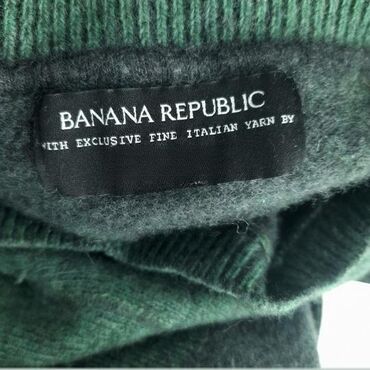 BANANA REPUBLIC
WITH EXCLUSIVE FINE ITALIAN YARN BY